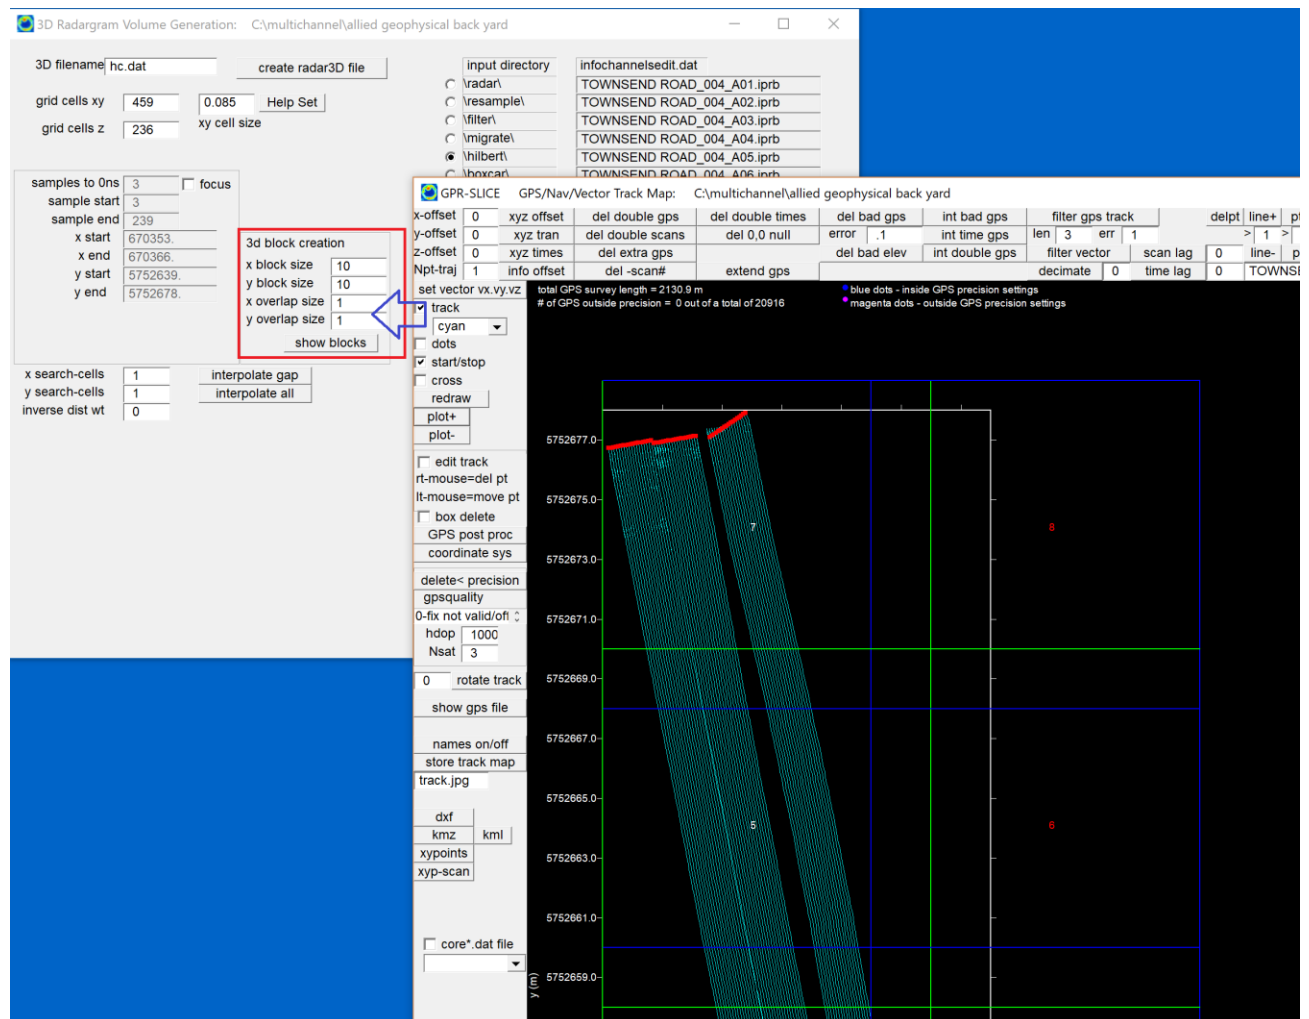 3D Radargram Volume Generation: C:\multichannel\allied geophysical back yard
3D filename hc.dat create radar3D file
grid cells xy 459 0.085 Help Set
xy cell size
grid cells z 236
input directory infochannelsedit.dat
\radar\ TOWNSEND ROAD_004_A01.iprb
\resample\ TOWNSEND ROAD_004_A02.iprb
\filter\ TOWNSEND ROAD_004_A03.iprb
\migrate\ TOWNSEND ROAD_004_A04.iprb
\hilbert\ TOWNSEND ROAD_004_A05.iprb
\boxcar\ TOWNSEND ROAD_004_A06.iprb
samples to 0ns 3 focus
sample start 3
sample end 239
x start 670353.
x end 670366.
y start 5752639.
y end 5752678.
3d block creation
x block size 10
y block size 10
x overlap size 1
y overlap size 1
show blocks
x search-cells 1 interpolate gap
y search-cells 1 interpolate all
inverse dist wt 0
GPR-SLICE GPS/Nav/Vector Track Map: C:\multichannel\allied geophysical back yard
x-offset 0 xyz offset del double gps del double times del bad gps int bad gps filter gps track delpt line+
y-offset 0 xyz tran del double scans del 0,0 null error .1 int time gps len 3 err 1 > 1 >
z-offset 0 xyz times del extra gps del bad elev int double gps filter vector scan lag 0 line-
Npt-traj 1 info offset del -scan# extend gps decimate 0 time lag 0 TOWNS
set vector vx.vy.vz
total GPS survey length = 2130.9 m
# of GPS outside precision = 0 out of a total of 20916
blue dots - inside GPS precision settings
magenta dots - outside GPS precision settings
track
cyan
dots
start/stop
cross
redraw
plot+
plot-
edit track
rt-mouse=del pt
lt-mouse=move pt
box delete
GPS post proc
coordinate sys
delete< precision
gpsquality
0-fix not valid/off
hdop 1000
Nsat 3
0 rotate track
show gps file
names on/off
store track map
track.jpg
dxf
kmz kml
xypoints
xyp-scan
core*.dat file
5752677.0
5752675.0
5752673.0
5752671.0
5752669.0
5752667.0
5752665.0
5752663.0
5752661.0
5752659.0
y (m)
7
8
5
6